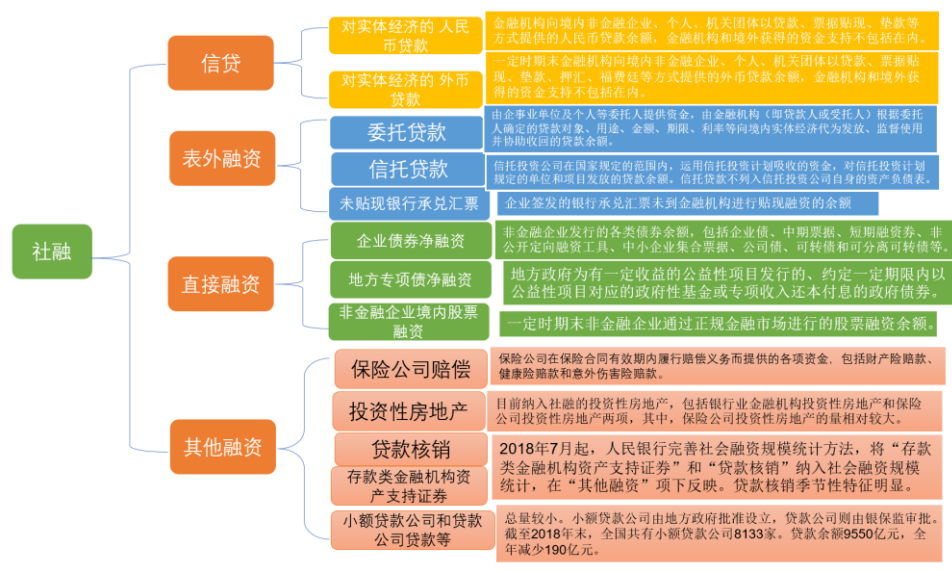 社融
信贷
对实体经济的 人民
币贷款
金融机构向境内非金融企业、个人、机关团体以贷款、票据贴现、垫款等
方式提供的人民币贷款余额，金融机构和境外获得的资金支持不包括在内。
对实体经济的 外币
贷款
一定时期末金融机构向境内非金融企业、个人、机关团体以贷款、票据贴
现、垫款、押汇、福费廷等方式提供的外币贷款余额，金融机构和境外获
得的资金支持不包括在内。
表外融资
委托贷款
由企事业单位及个人等委托人提供资金，由金融机构（即贷款人或受托人）根据委托
人确定的贷款对象、用途、金额、期限、利率等向境内实体经济代为发放、监督使用
并协助收回的贷款余额。
信托贷款
信托投资公司在国家规定的范围内，运用信托投资计划吸收的资金，对信托投资计划
规定的单位和项目发放的贷款余额。信托贷款不列入信托投资公司自身的资产负债表。
未贴现银行承兑汇票
企业签发的银行承兑汇票未到金融机构进行贴现融资的余额
直接融资
企业债券净融资
非金融企业发行的各类债券余额，包括企业债、中期票据、短期融资券、非
公开定向融资工具、中小企业集合票据、公司债、可转债和可分离可转债等。
地方专项债净融资
地方政府为有一定收益的公益性项目发行的、约定一定期限内以
公益性项目对应的政府性基金或专项收入还本付息的政府债券。
非金融企业境内股票
融资
一定时期末非金融企业通过正规金融市场进行的股票融资余额。
其他融资
保险公司赔偿
保险公司在保险合同有效期内履行赔偿义务而提供的各项资金，包括财产险赔款、
健康险赔款和意外伤害险赔款。
投资性房地产
目前纳入社融的投资性房地产，包括银行业金融机构投资性房地产和保险
公司投资性房地产两项，其中，保险公司投资性房地产的量相对较大。
贷款核销
存款类金融机构资
产支持证券
2018年7月起，人民银行完善社会融资规模统计方法，将“存款
类金融机构资产支持证券”和“贷款核销”纳入社会融资规模
统计，在“其他融资”项下反映。贷款核销季节性特征明显。
小额贷款公司和贷款
公司贷款等
总量较小。小额贷款公司由地方政府批准设立，贷款公司则由银保监审批。
截至2018年末，全国共有小额贷款公司8133家。贷款余额9550亿元，全
年减少190亿元。